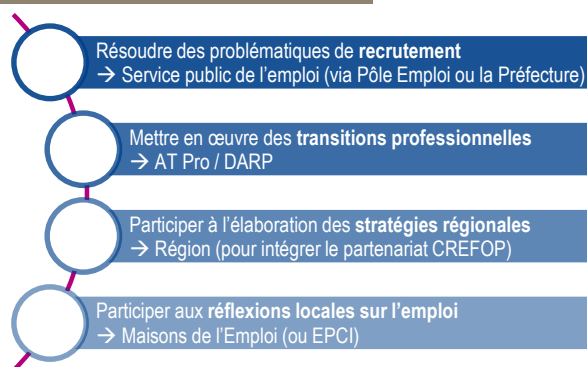 Résoudre des problématiques de recrutement
→ Service public de l'emploi (via Pôle Emploi ou la Préfecture)
Mettre en œuvre des transitions professionnelles
→ AT Pro / DARP
Participer à l'élaboration des stratégies régionales
→ Région (pour intégrer le partenariat CREFOP)
Participer aux réflexions locales sur l'emploi
→ Maisons de l'Emploi (ou EPCI)